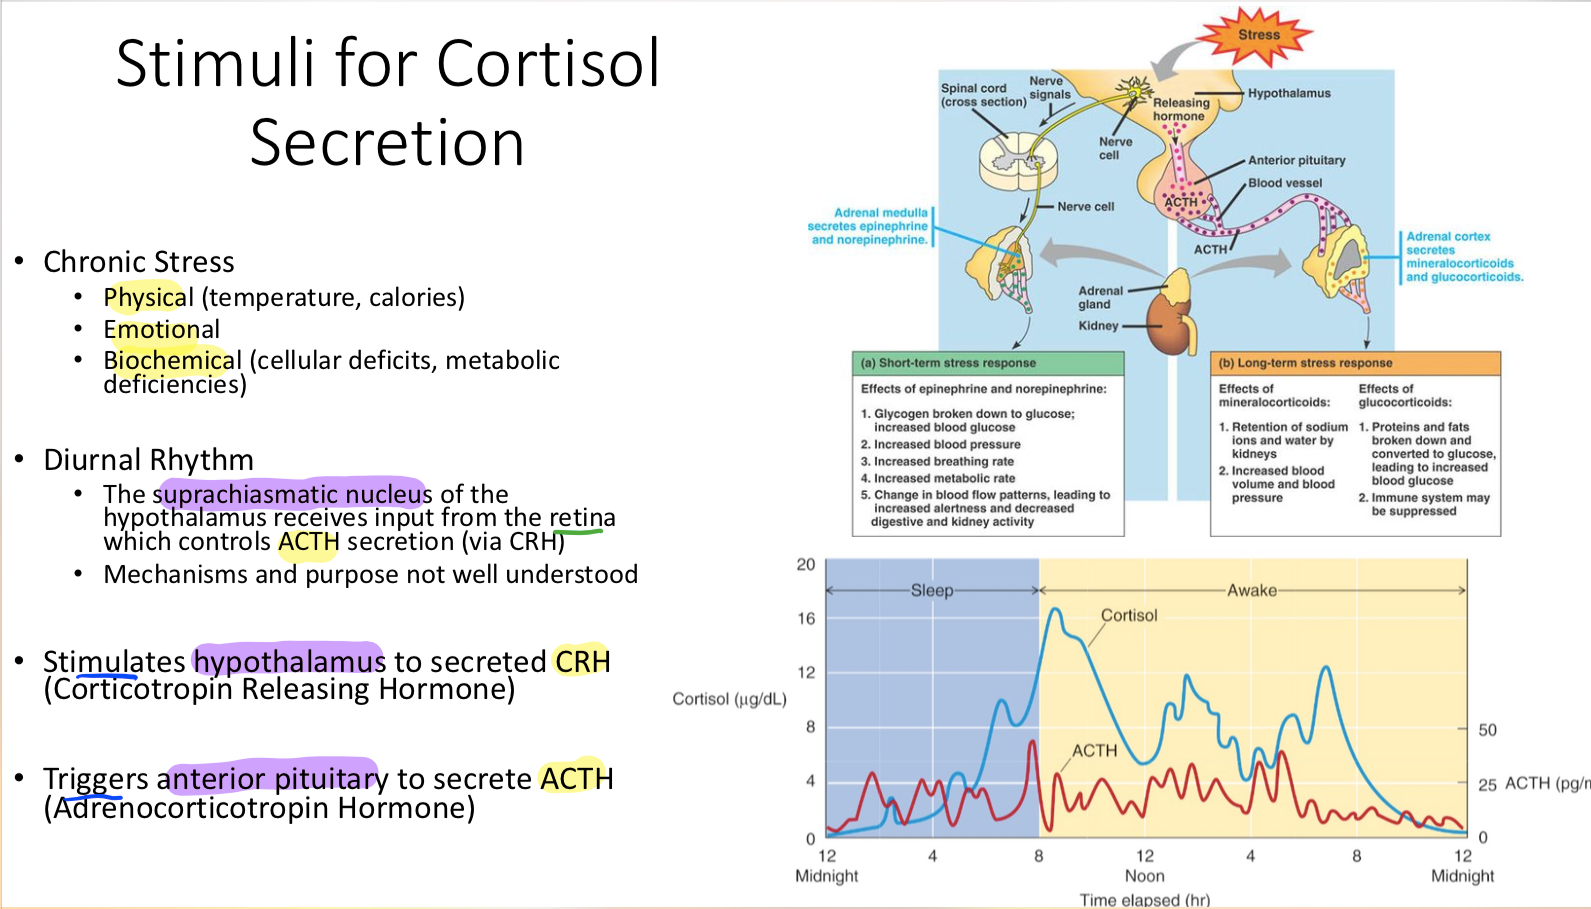 Stimuli for Cortisol
Secretion
• Chronic Stress
• Physical (temperature, calories)
• Emotional
• Biochemical (cellular deficits, metabolic
deficiencies)
• Diurnal Rhythm
• The suprachiasmatic nucleus of the
hypothalamus receives input from the retina
which controls ACTH secretion (via CRH)
• Mechanisms and purpose not well understood
• Stimulates hypothalamus to secreted CRH
(Corticotropin Releasing Hormone)
• Triggers anterior pituitary to secrete ACTH
(Adrenocorticotropin Hormone)
Stress
Spinal cord
(cross section)
Nerve
signals
Releasing
hormone
Hypothalamus
Nerve
cell
Anterior pituitary
Blood vessel
ACTH
Nerve cell
Adrenal medulla
secretes epinephrine
and norepinephrine.
ACTH
Adrenal cortex
secretes
mineralocorticoids
and glucocorticoids.
Adrenal
gland
Kidney
(a) Short-term stress response
Effects of epinephrine and norepinephrine:
1. Glycogen broken down to glucose;
increased blood glucose
2. Increased blood pressure
3. Increased breathing rate
4. Increased metabolic rate
5. Change in blood flow patterns, leading to
increased alertness and decreased
digestive and kidney activity
(b) Long-term stress response
Effects of
mineralocorticoids:
1. Retention of sodium
ions and water by
kidneys
2. Increased blood
volume and blood
pressure
Effects of
glucocorticoids:
1. Proteins and fats
broken down and
converted to glucose,
leading to increased
blood glucose
2. Immune system may
be suppressed
20
16
12
8
4
0
Cortisol (μg/dL)
Sleep
Awake
Cortisol
ACTH
50
25
0
ACTH (pg/m
12 4 8 12 4 8 12
Midnight Noon Midnight
Time elapsed (hr)